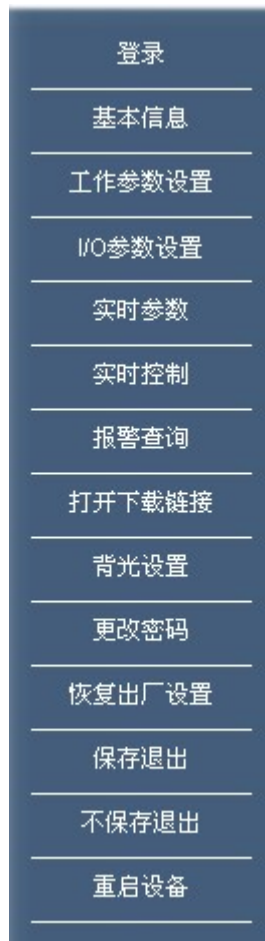 登录
基本信息
工作参数设置
I/O参数设置
实时参数
实时控制
报警查询
打开下载链接
背光设置
更改密码
恢复出厂设置
保存退出
不保存退出
重启设备